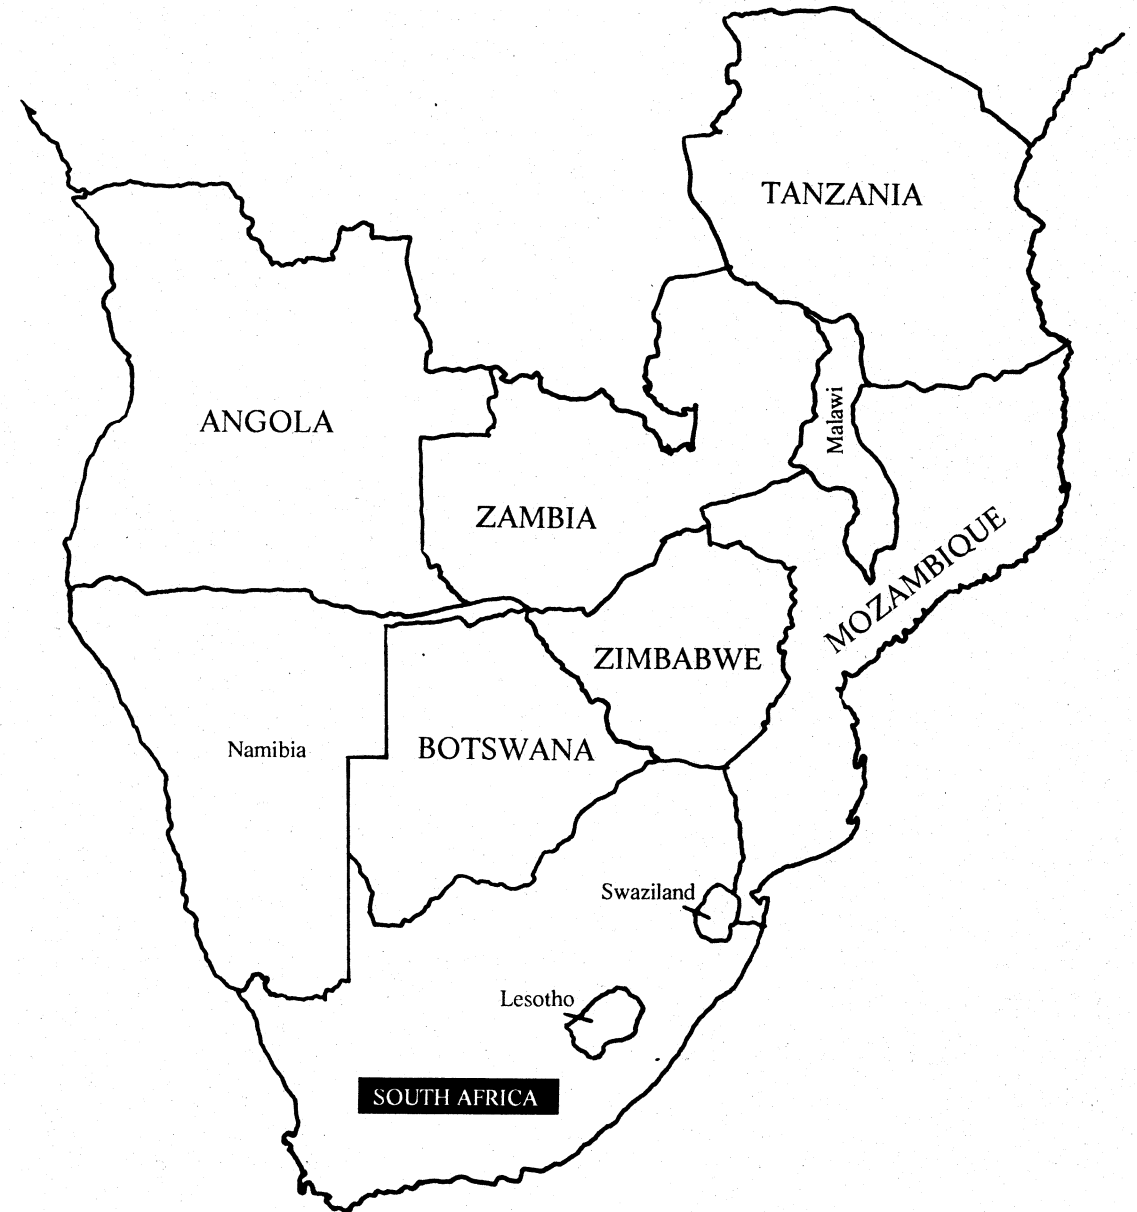 TANZANIA
ANGOLA
Malawi
ZAMBIA
MOZAMBIQUE
ZIMBABWE
Namibia
BOTSWANA
Swaziland
Lesotho
SOUTH AFRICA